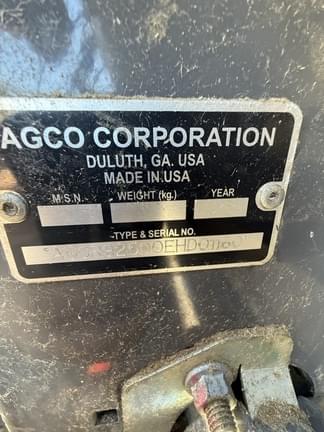 AGCO CORPORATION
DULUTH, GA. USA
MADE IN USA
M.S.N. WEIGHT (kg.) YEAR
TYPE & SERIAL NO.